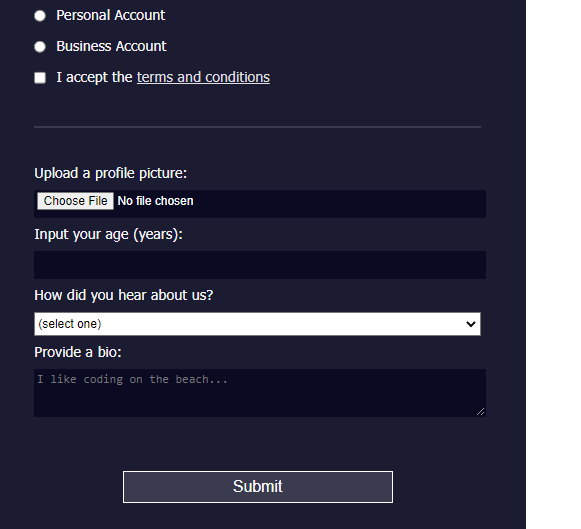 Personal Account
Business Account
I accept the terms and conditions
Upload a profile picture:
Choose File No file chosen
Input your age (years):
How did you hear about us?
(select one)
Provide a bio:
I like coding on the beach...
Submit